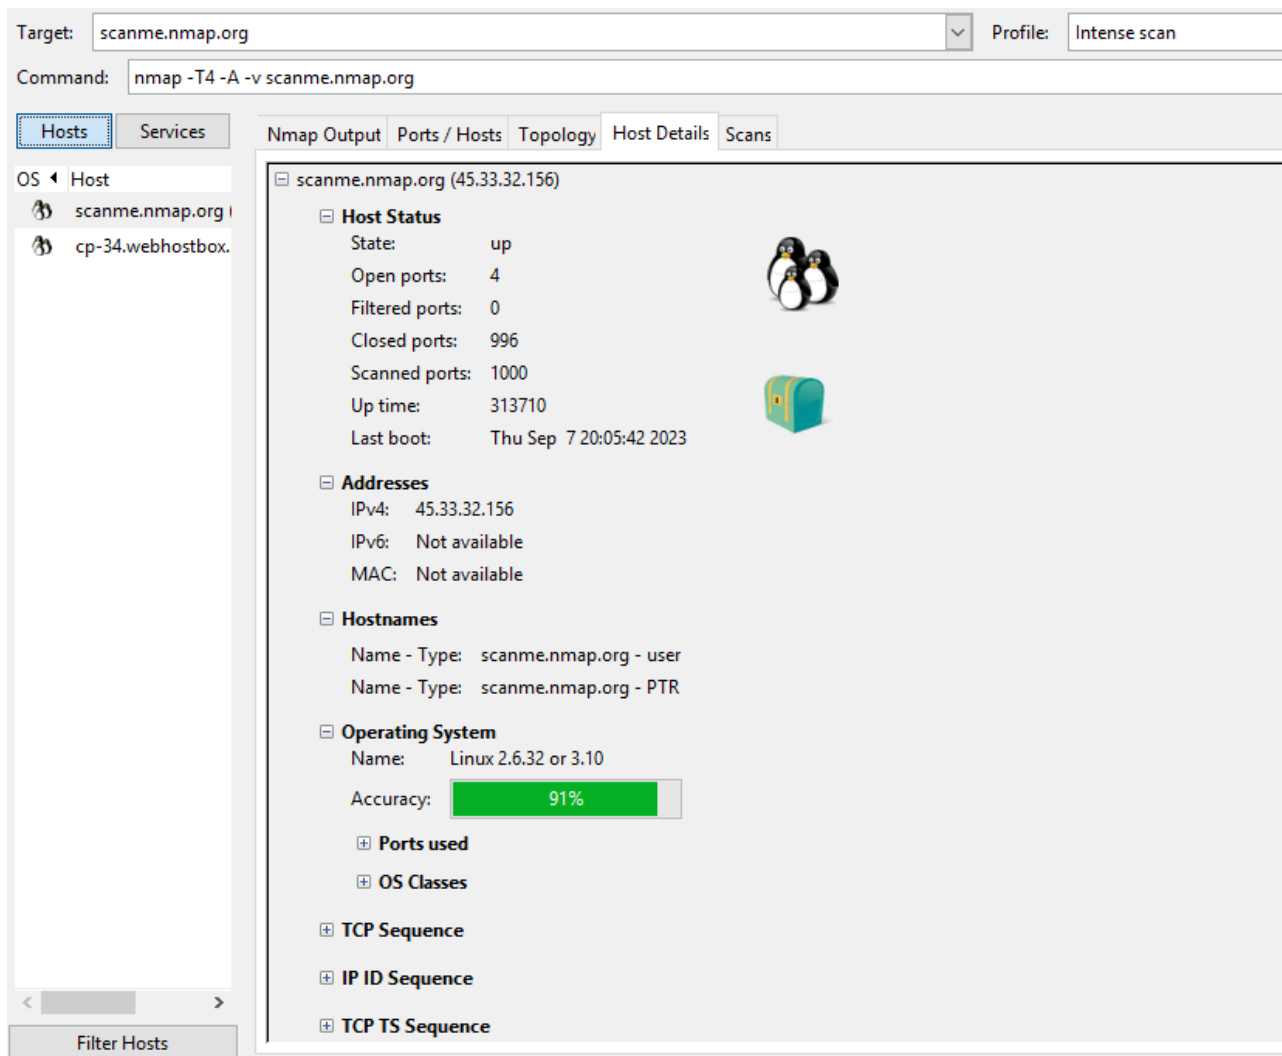 Target: scanme.nmap.org Profile: Intense scan
Command: nmap -T4 -A -v scanme.nmap.org
Hosts Services
Nmap Output Ports / Hosts Topology Host Details Scans
OS Host
scanme.nmap.org (
cp-34.webhostbox.
scanme.nmap.org (45.33.32.156)
Host Status
State: up
Open ports: 4
Filtered ports: 0
Closed ports: 996
Scanned ports: 1000
Up time: 313710
Last boot: Thu Sep 7 20:05:42 2023
Addresses
IPv4: 45.33.32.156
IPv6: Not available
MAC: Not available
Hostnames
Name - Type: scanme.nmap.org - user
Name - Type: scanme.nmap.org - PTR
Operating System
Name: Linux 2.6.32 or 3.10
Accuracy: 91%
Ports used
OS Classes
TCP Sequence
IP ID Sequence
TCP TS Sequence
Filter Hosts